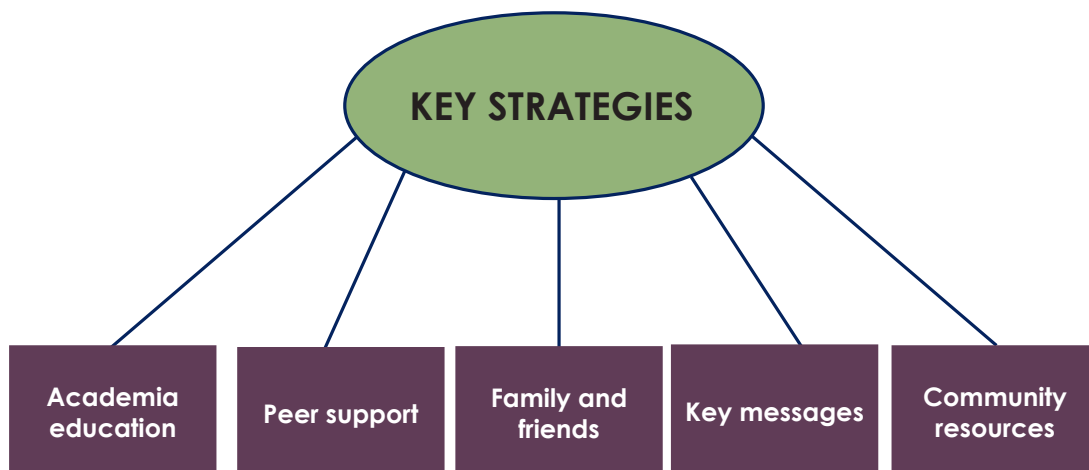 KEY STRATEGIES
Academia
education
Peer support
Family and
friends
Key messages
Community
resources